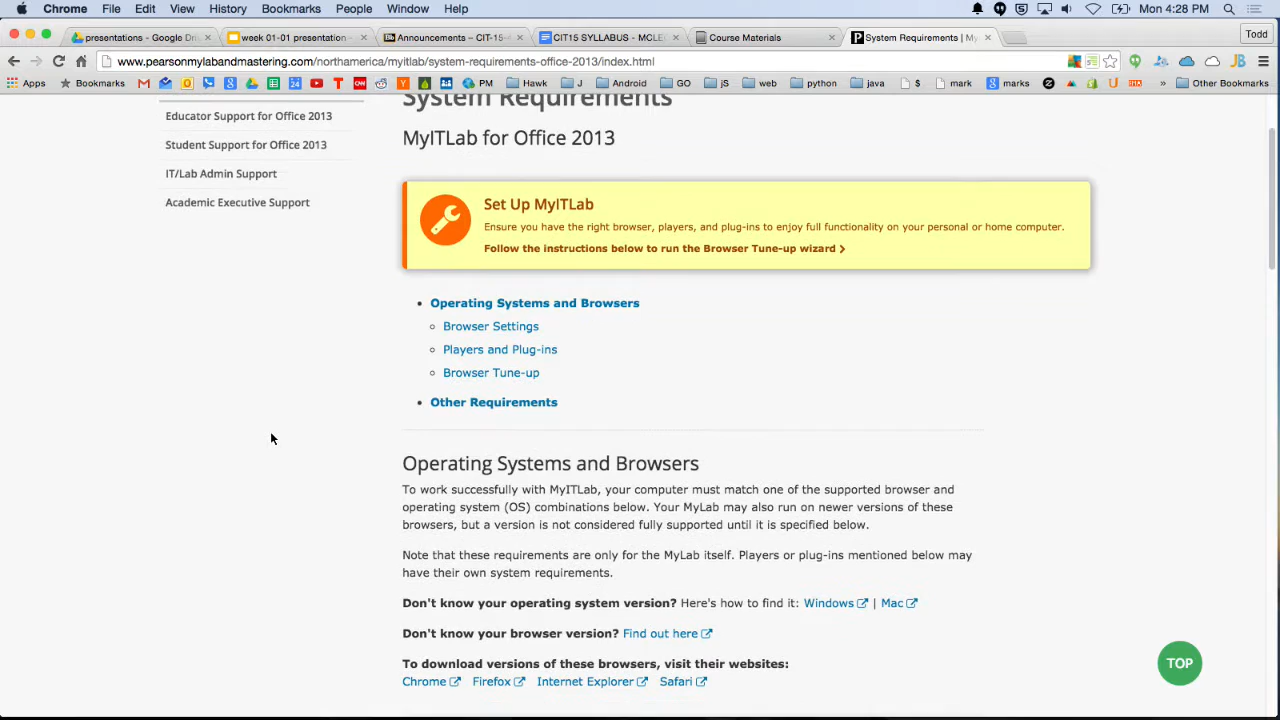 Chrome File Edit View History Bookmarks People Window Help Mon 4:28 PM
presentations - Google Dri
week 01-01 presentation
Announcements – CIT-15-
CIT15 SYLLABUS - MCLE
Course Materials
System Requirements | My
Todd
www.pearsonmylabandmastering.com/northamerica/myitlab/system-requirements-office-2013/index.html
Apps Bookmarks PM Hawk J Android GO jS web python java $ mark marks » Other Bookmarks
System Requirements
Educator Support for Office 2013
Student Support for Office 2013
IT/Lab Admin Support
Academic Executive Support
MyITLab for Office 2013
Set Up MyITLab
Ensure you have the right browser, players, and plug-ins to enjoy full functionality on your personal or home computer.
Follow the instructions below to run the Browser Tune-up wizard
Operating Systems and Browsers
Browser Settings
Players and Plug-ins
Browser Tune-up
Other Requirements
Operating Systems and Browsers
To work successfully with MyITLab, your computer must match one of the supported browser and
operating system (OS) combinations below. Your MyLab may also run on newer versions of these
browsers, but a version is not considered fully supported until it is specified below.
Note that these requirements are only for the MyLab itself. Players or plug-ins mentioned below may
have their own system requirements.
Don't know your operating system version? Here's how to find it: Windows | Mac
Don't know your browser version? Find out here
To download versions of these browsers, visit their websites:
Chrome Firefox Internet Explorer Safari
TOP